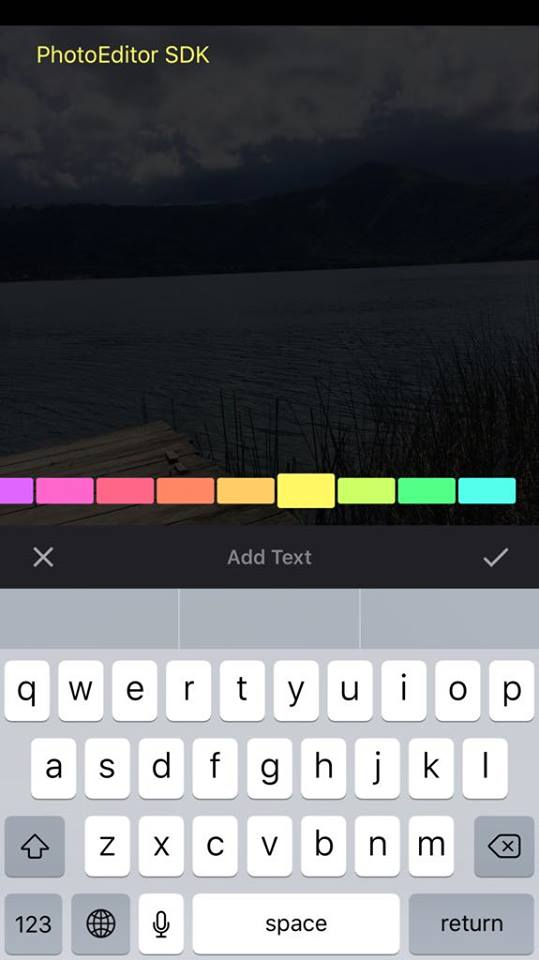 PhotoEditor SDK
Add Text
q w e r t y u i o p
a s d f g h j k l
z x c v b n m
123 space return